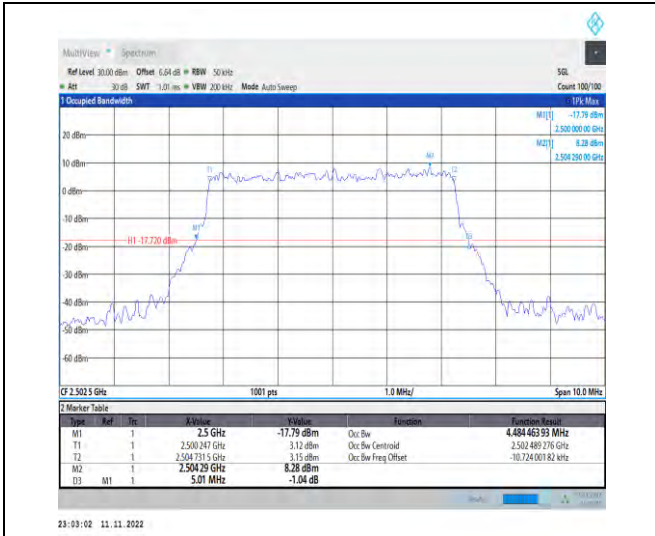 MultiView Spectrum
Ref Level 30.00 dBm Offset 6.64 dB RBW 50 kHz SGL
Att 30 dB SWT 1.01 ms VBW 200 kHz Mode Auto Sweep Count 100/100
1 Occupied Bandwidth 1Pk Max
M1[1] -17.79 dBm
2.500 000 00 GHz
M2[1] 8.28 dBm
2.504 290 00 GHz
20 dBm
10 dBm
M2
T1 T2
0 dBm
-10 dBm
M1
D3
H1 -17.720 dBm
-20 dBm
-30 dBm
-40 dBm
-50 dBm
-60 dBm
CF 2.502 5 GHz 1001 pts 1.0 MHz/ Span 10.0 MHz
2 Marker Table
Type Ref Trc X-Value Y-Value Function Function Result
M1 1 2.5 GHz -17.79 dBm Occ Bw 4.484 463 93 MHz
T1 1 2.500 247 GHz 3.12 dBm Occ Bw Centroid 2.502 489 276 GHz
T2 1 2.504 731 5 GHz 3.15 dBm Occ Bw Freq Offset -10.724 001 82 kHz
M2 1 2.504 29 GHz 8.28 dBm
D3 M1 1 5.01 MHz -1.04 dB
23:03:02 11.11.2022